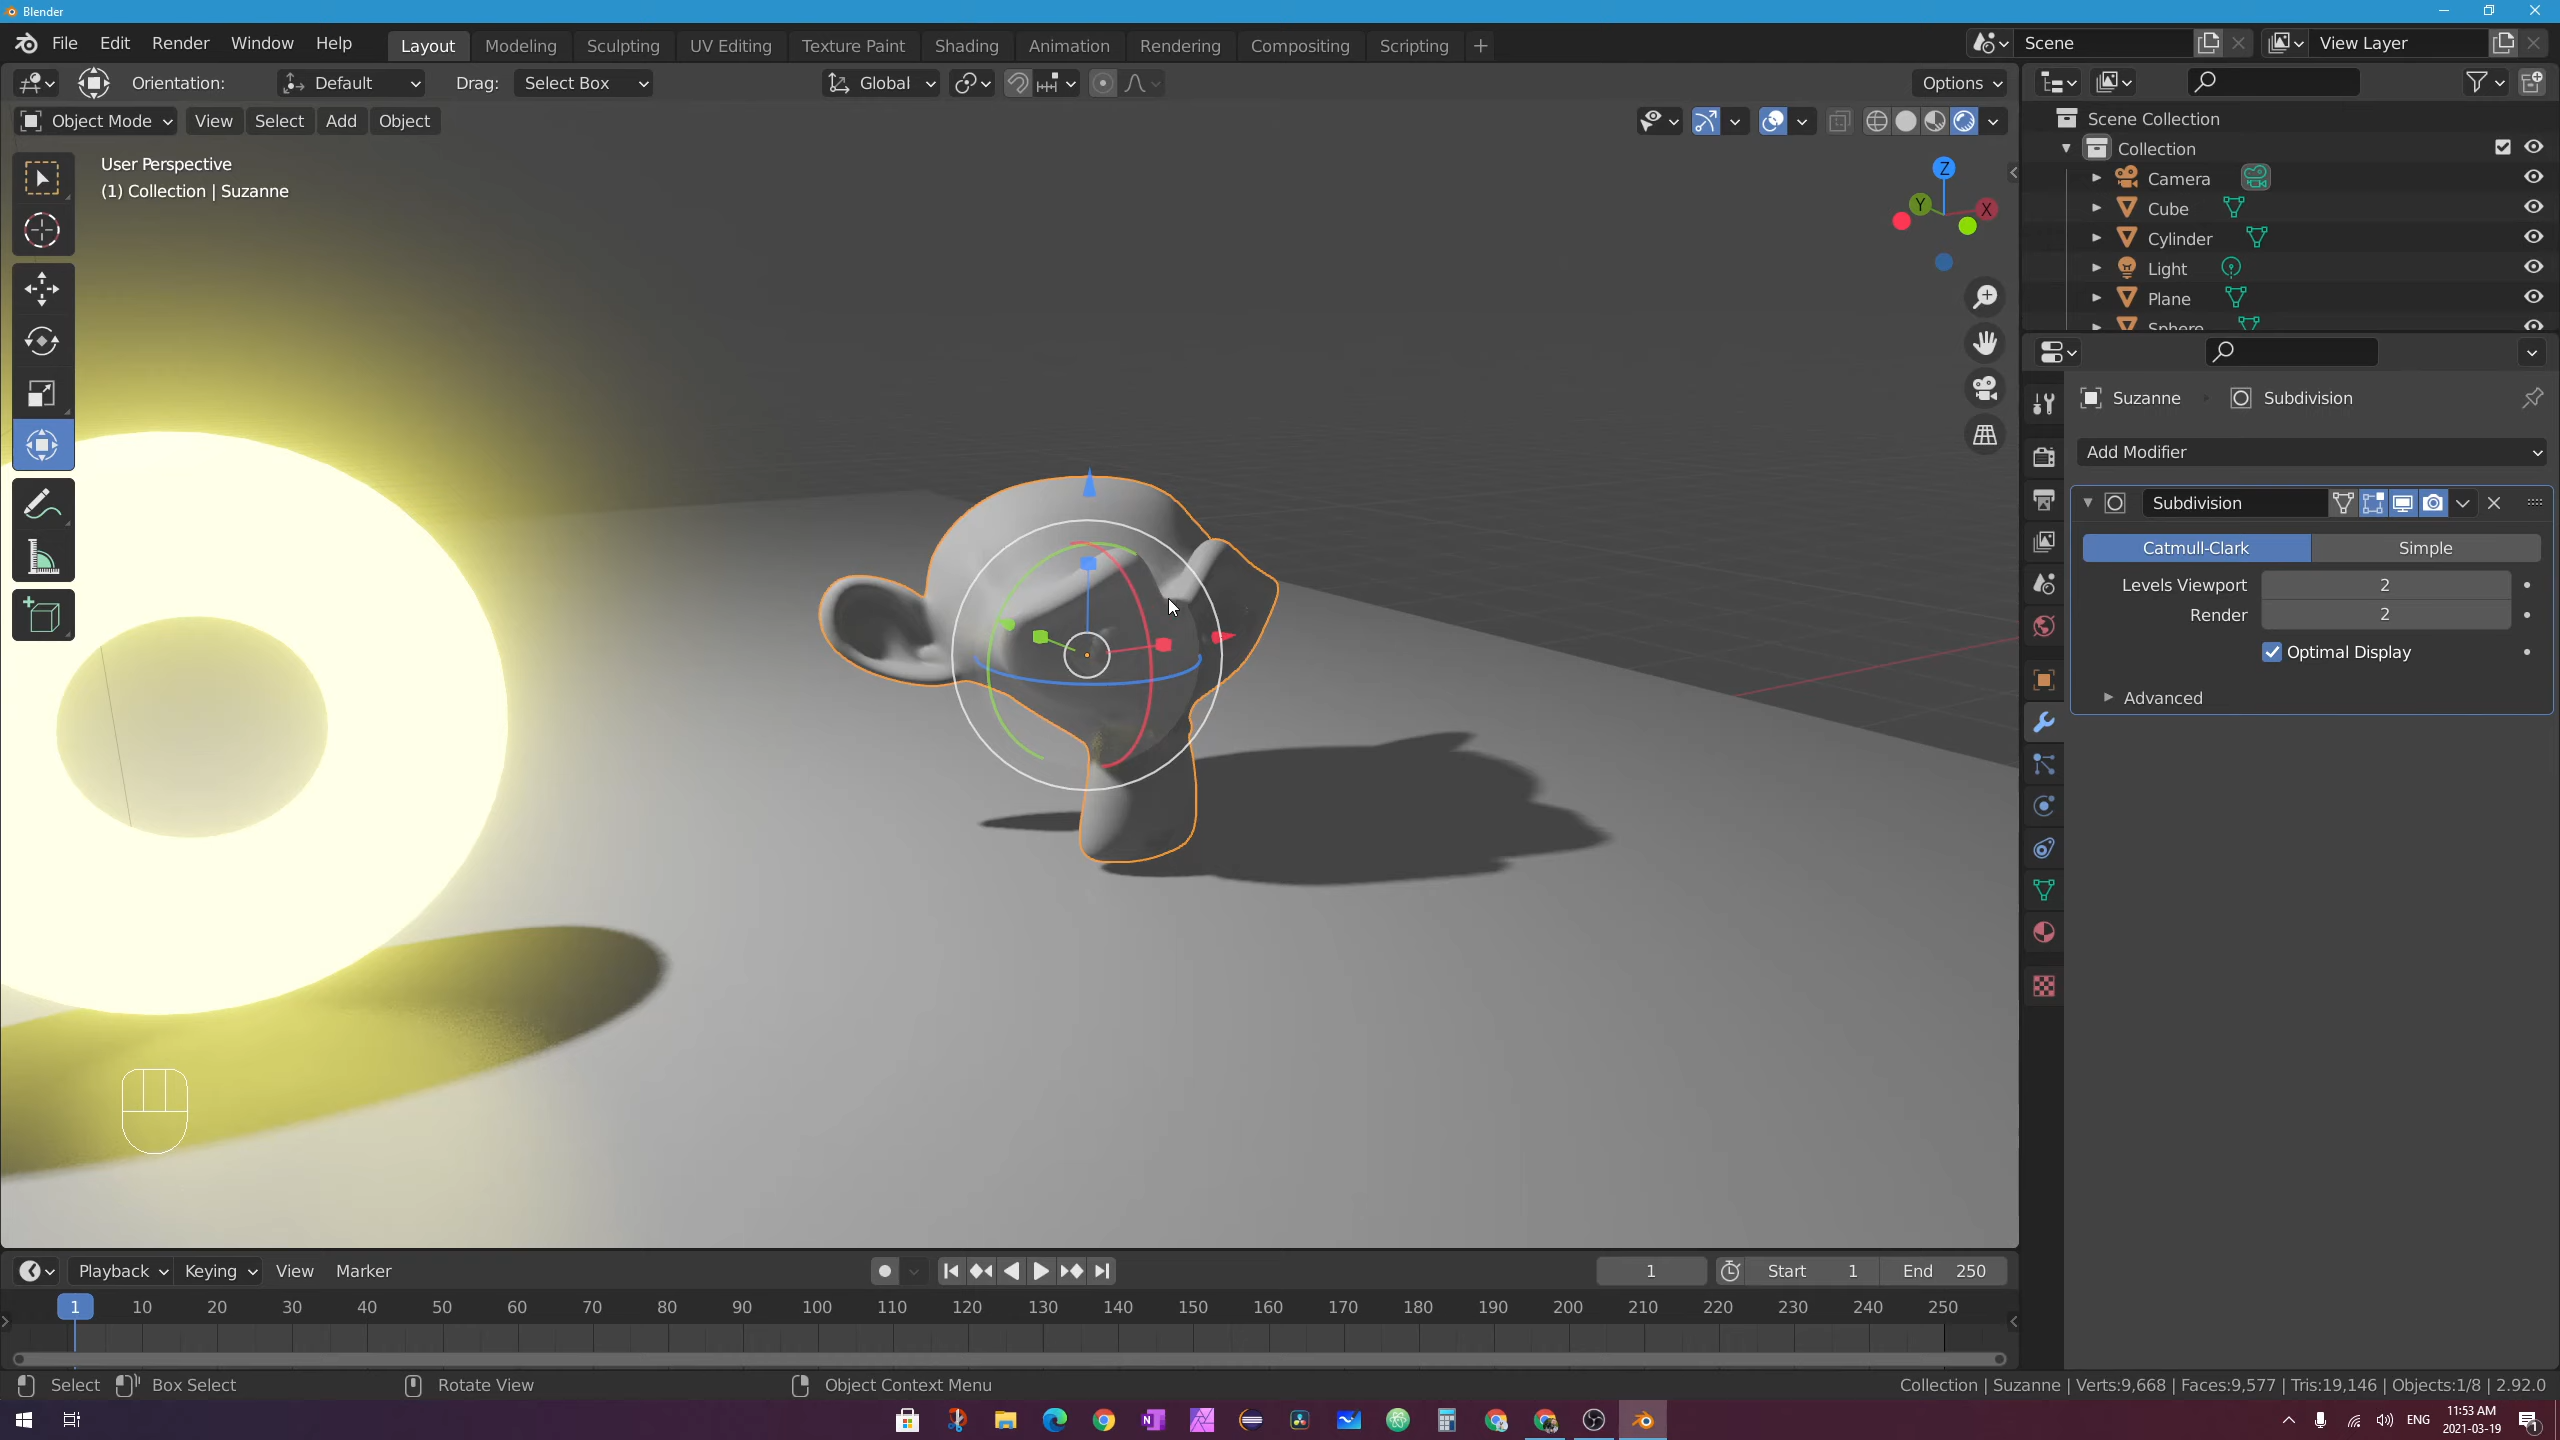 Blender
File Edit Render Window Help Layout Modeling Sculpting UV Editing Texture Paint Shading Animation Rendering Compositing Scripting + Scene View Layer
Orientation: Default Drag: Select Box Global Options
Object Mode View Select Add Object
User Perspective
(1) Collection | Suzanne
Z
Y X
Scene Collection
Collection
Camera
Cube
Cylinder
Light
Plane
Sphere
Suzanne Subdivision
Add Modifier
Subdivision
Catmull-Clark Simple
Levels Viewport 2
Render 2
Optimal Display
Advanced
Playback Keying View Marker 1 Start 1 End 250
1 10 20 30 40 50 60 70 80 90 100 110 120 130 140 150 160 170 180 190 200 210 220 230 240 250
Select Box Select Rotate View Object Context Menu Collection | Suzanne | Verts:9,668 | Faces:9,577 | Tris:19,146 | Objects:1/8 | 2.92.0
ENG 11:53 AM
2021-03-19 1